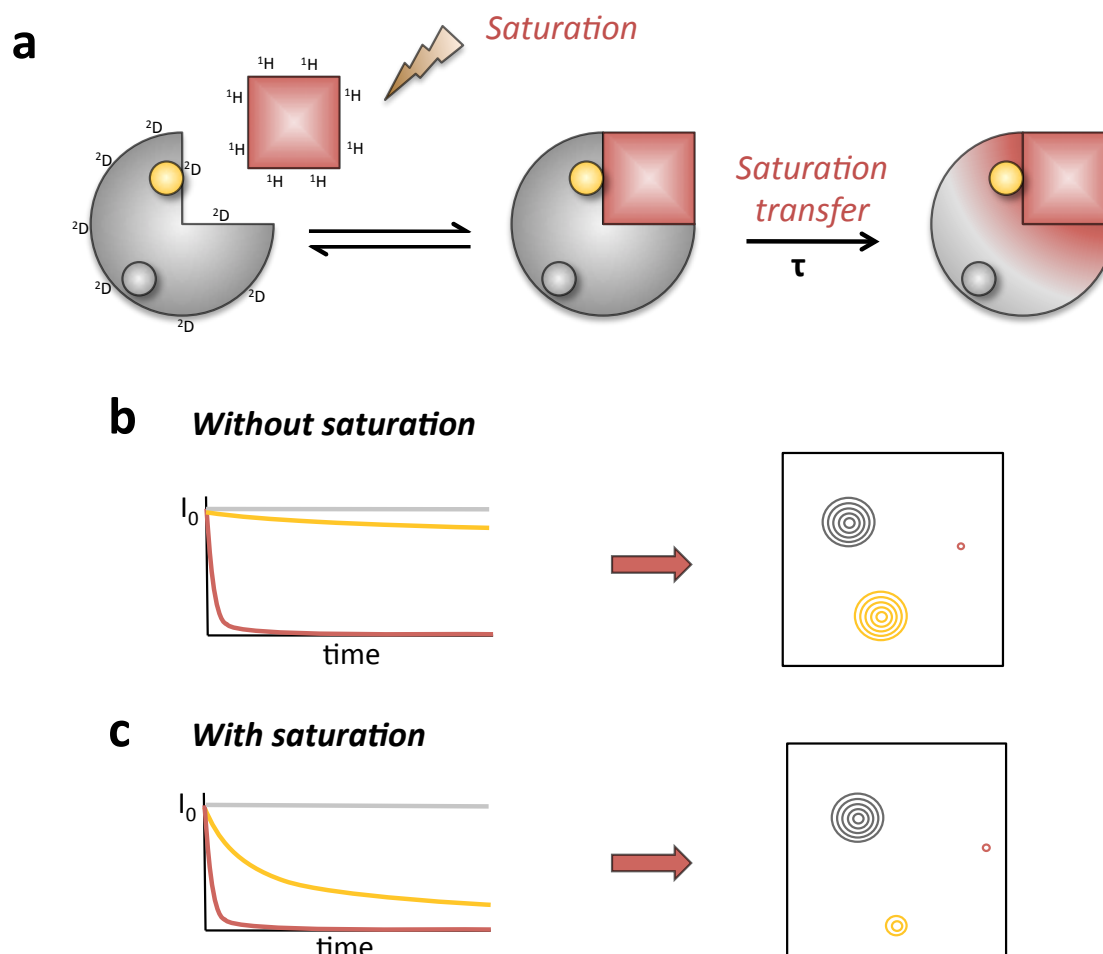 a
Saturation
¹H ¹H
¹H ¹H
¹H ¹H
¹H ¹H
²D
²D
²D
²D
²D
²D
²D
²D
Saturation
transfer
τ
b Without saturation
I₀
time
c With saturation
I₀
time